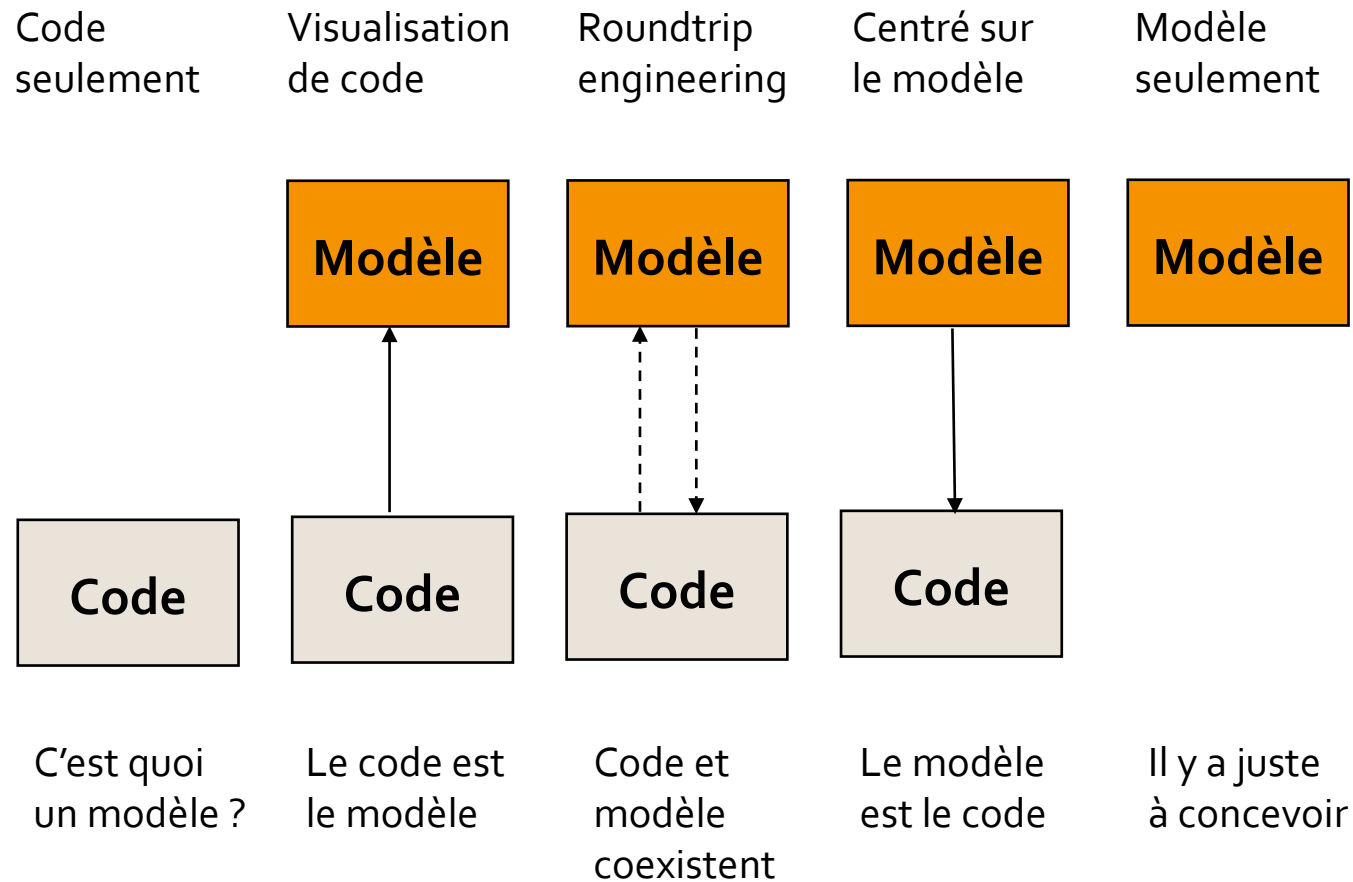 Code
seulement
Visualisation
de code
Roundtrip
engineering
Centré sur
le modèle
Modèle
seulement
Modèle
Modèle
Modèle
Modèle
Code
Code
Code
Code
C'est quoi
un modèle ?
Le code est
le modèle
Code et
modèle
coexistent
Le modèle
est le code
Il y a juste
à concevoir